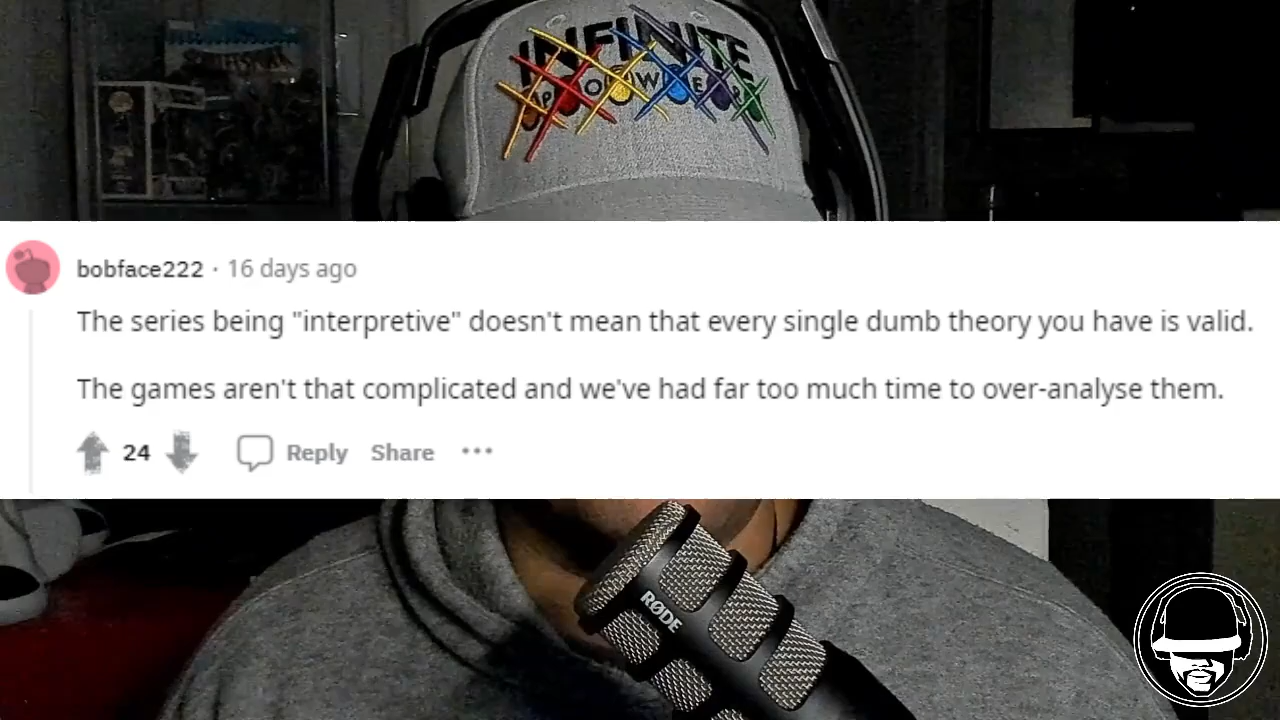 INFINITE
POWER
bobface222 · 16 days ago
The series being "interpretive" doesn't mean that every single dumb theory you have is valid.
The games aren't that complicated and we've had far too much time to over-analyse them.
24 Reply Share ···
RØDE